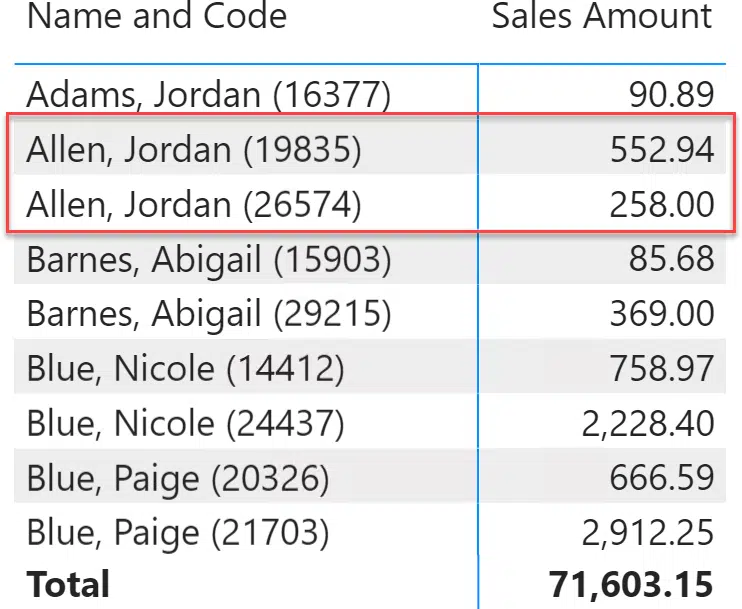 Name and Code Sales Amount
Adams, Jordan (16377) 90.89
Allen, Jordan (19835) 552.94
Allen, Jordan (26574) 258.00
Barnes, Abigail (15903) 85.68
Barnes, Abigail (29215) 369.00
Blue, Nicole (14412) 758.97
Blue, Nicole (24437) 2,228.40
Blue, Paige (20326) 666.59
Blue, Paige (21703) 2,912.25
Total 71,603.15